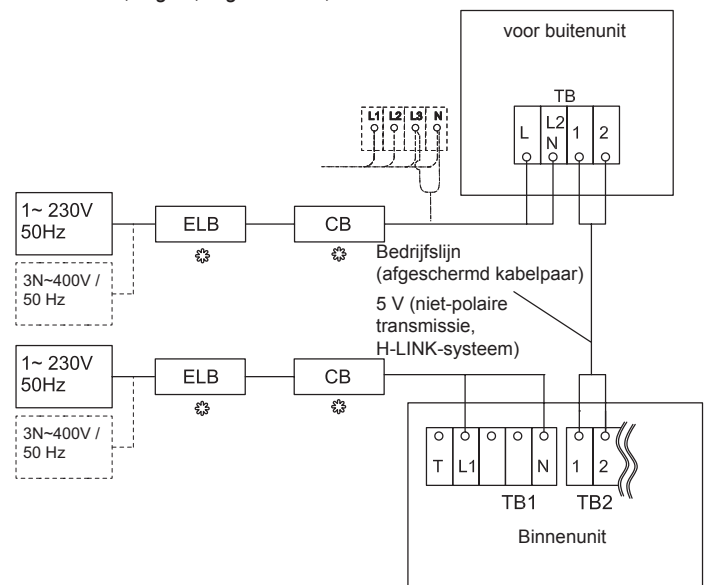 voor buitenunit
TB
L
L2
N
1
2
L1
L2
L3
N
1~ 230V
50Hz
ELB
CB
3N~400V /
50 Hz
Bedrijfslijn
(afgeschermd kabelpaar)
5 V (niet-polaire
transmissie,
H-LINK-systeem)
1~ 230V
50Hz
ELB
CB
3N~400V /
50 Hz
T
L1
N
1
2
TB1
TB2
Binnenunit